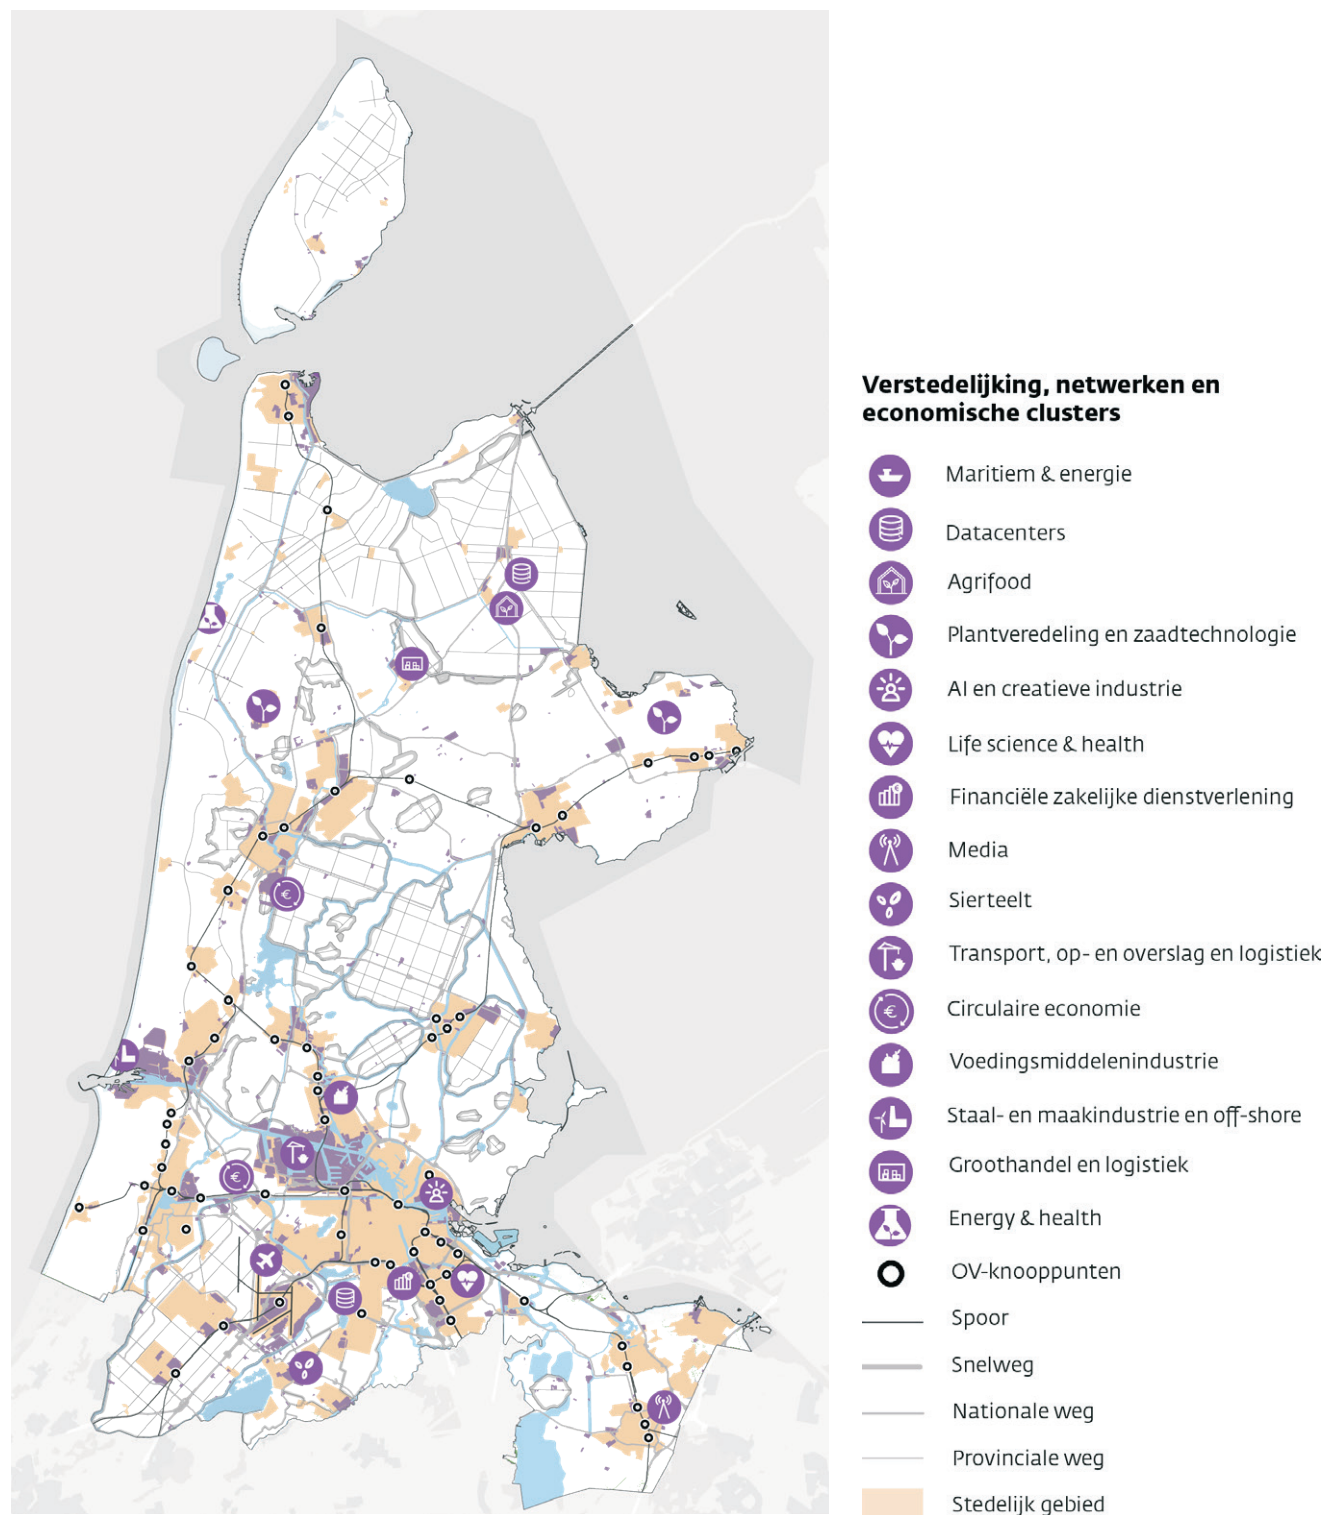 Verstedelijking, netwerken en
economische clusters
Maritiem & energie
Datacenters
Agrifood
Plantveredeling en zaadtechnologie
AI en creatieve industrie
Life science & health
Financiële zakelijke dienstverlening
Media
Sierteelt
Transport, op- en overslag en logistiek
Circulaire economie
Voedingsmiddelenindustrie
Staal- en maakindustrie en off-shore
Groothandel en logistiek
Energy & health
OV-knooppunten
Spoor
Snelweg
Nationale weg
Provinciale weg
Stedelijk gebied